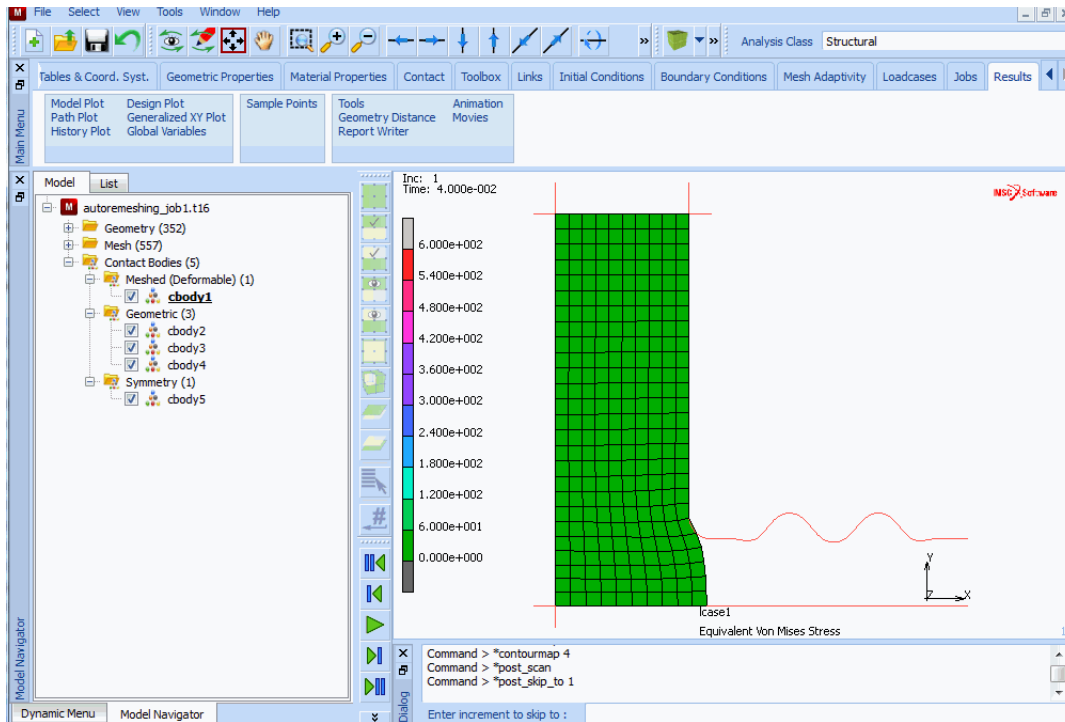 File Select View Tools Window Help
» » Analysis Class Structural
Tables & Coord. Syst. Geometric Properties Material Properties Contact Toolbox Links Initial Conditions Boundary Conditions Mesh Adaptivity Loadcases Jobs Results
Main Menu
Model Plot Design Plot Sample Points Tools Animation
Path Plot Generalized XY Plot Geometry Distance Movies
History Plot Global Variables Report Writer
Model List
autoremeshing_job1.t16
Geometry (352)
Mesh (557)
Contact Bodies (5)
Meshed (Deformable) (1)
cbody1
Geometric (3)
cbody2
cbody3
cbody4
Symmetry (1)
cbody5
Model Navigator
Inc: 1
Time: 4.000e-002
MSC Software
6.000e+002
5.400e+002
4.800e+002
4.200e+002
3.600e+002
3.000e+002
2.400e+002
1.800e+002
1.200e+002
6.000e+001
0.000e+000
Y
Z X
lcase1
Equivalent Von Mises Stress
1
Dialog
Command > *contourmap 4
Command > *post_scan
Command > *post_skip_to 1
Enter increment to skip to :
Dynamic Menu Model Navigator